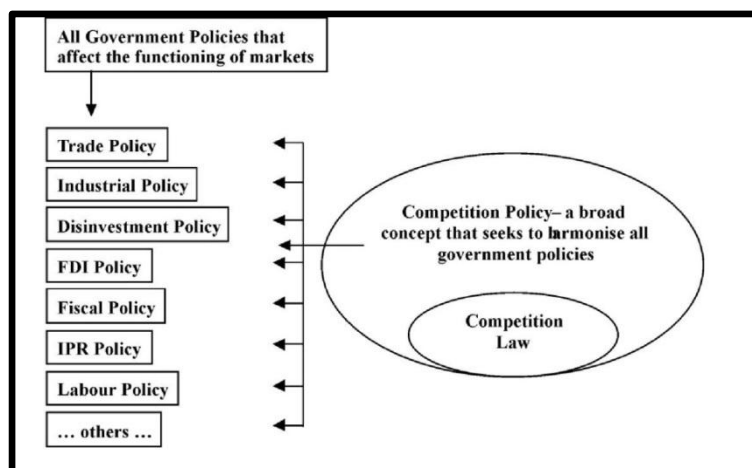 All Government Policies that
affect the functioning of markets
Trade Policy
Industrial Policy
Disinvestment Policy
FDI Policy
Fiscal Policy
IPR Policy
Labour Policy
... others ...
Competition Policy– a broad
concept that seeks to harmonise all
government policies
Competition
Law